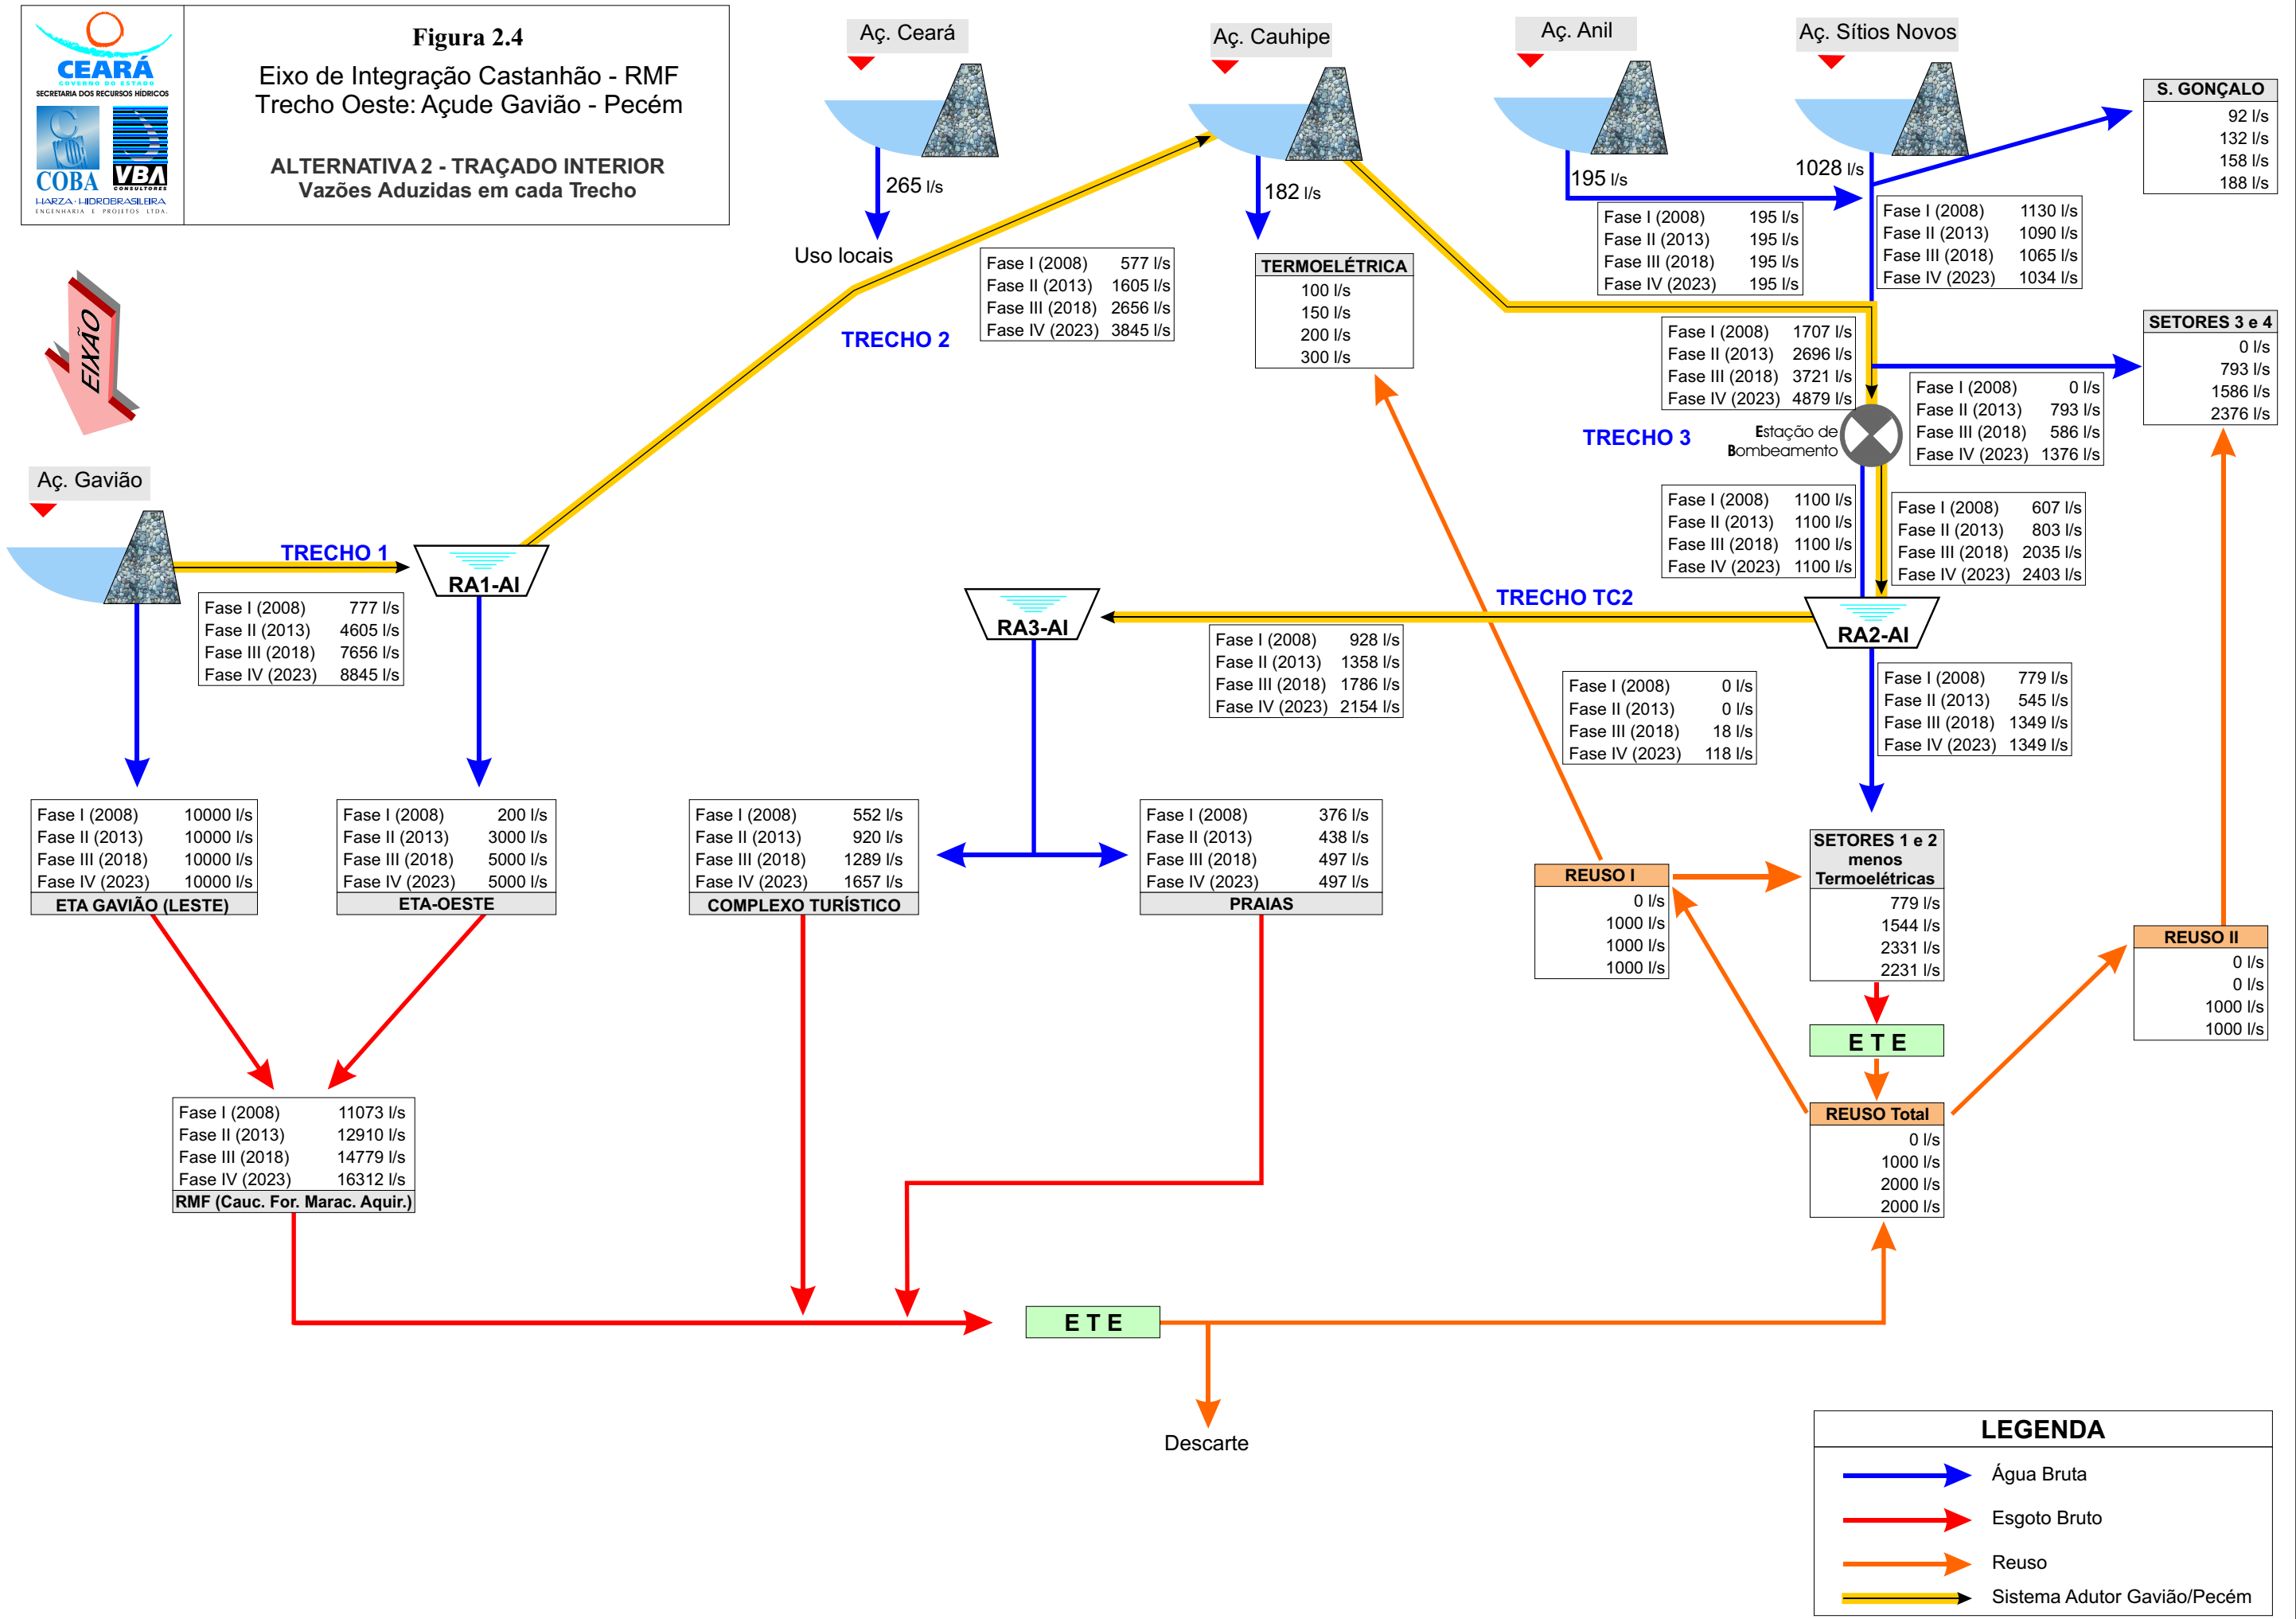 CEARÁ
GOVERNO DO ESTADO
SECRETARIA DOS RECURSOS HÍDRICOS
COBA
VBA
CONSULTORES
HARZA · HIDROBRASILEIRA
ENGENHARIA E PROJETOS LTDA.
Figura 2.4
Eixo de Integração Castanhão - RMF
Trecho Oeste: Açude Gavião - Pecém
ALTERNATIVA 2 - TRAÇADO INTERIOR
Vazões Aduzidas em cada Trecho
Aç. Ceará
265 l/s
Uso locais
Aç. Cauhipe
182 l/s
TERMOELÉTRICA
100 l/s
150 l/s
200 l/s
300 l/s
Aç. Anil
195 l/s
Fase I (2008) 195 l/s
Fase II (2013) 195 l/s
Fase III (2018) 195 l/s
Fase IV (2023) 195 l/s
Aç. Sítios Novos
1028 l/s
Fase I (2008) 1130 l/s
Fase II (2013) 1090 l/s
Fase III (2018) 1065 l/s
Fase IV (2023) 1034 l/s
S. GONÇALO
92 l/s
132 l/s
158 l/s
188 l/s
EIXÃO
TRECHO 2
Fase I (2008) 577 l/s
Fase II (2013) 1605 l/s
Fase III (2018) 2656 l/s
Fase IV (2023) 3845 l/s
Fase I (2008) 1707 l/s
Fase II (2013) 2696 l/s
Fase III (2018) 3721 l/s
Fase IV (2023) 4879 l/s
SETORES 3 e 4
0 l/s
793 l/s
1586 l/s
2376 l/s
Fase I (2008) 0 l/s
Fase II (2013) 793 l/s
Fase III (2018) 586 l/s
Fase IV (2023) 1376 l/s
TRECHO 3
Estação de
Bombeamento
Fase I (2008) 1100 l/s
Fase II (2013) 1100 l/s
Fase III (2018) 1100 l/s
Fase IV (2023) 1100 l/s
Fase I (2008) 607 l/s
Fase II (2013) 803 l/s
Fase III (2018) 2035 l/s
Fase IV (2023) 2403 l/s
Aç. Gavião
TRECHO 1
RA1-AI
Fase I (2008) 777 l/s
Fase II (2013) 4605 l/s
Fase III (2018) 7656 l/s
Fase IV (2023) 8845 l/s
RA3-AI
TRECHO TC2
RA2-AI
Fase I (2008) 928 l/s
Fase II (2013) 1358 l/s
Fase III (2018) 1786 l/s
Fase IV (2023) 2154 l/s
Fase I (2008) 0 l/s
Fase II (2013) 0 l/s
Fase III (2018) 18 l/s
Fase IV (2023) 118 l/s
Fase I (2008) 779 l/s
Fase II (2013) 545 l/s
Fase III (2018) 1349 l/s
Fase IV (2023) 1349 l/s
Fase I (2008) 10000 l/s
Fase II (2013) 10000 l/s
Fase III (2018) 10000 l/s
Fase IV (2023) 10000 l/s
ETA GAVIÃO (LESTE)
Fase I (2008) 200 l/s
Fase II (2013) 3000 l/s
Fase III (2018) 5000 l/s
Fase IV (2023) 5000 l/s
ETA-OESTE
Fase I (2008) 552 l/s
Fase II (2013) 920 l/s
Fase III (2018) 1289 l/s
Fase IV (2023) 1657 l/s
COMPLEXO TURÍSTICO
Fase I (2008) 376 l/s
Fase II (2013) 438 l/s
Fase III (2018) 497 l/s
Fase IV (2023) 497 l/s
PRAIAS
REUSO I
0 l/s
1000 l/s
1000 l/s
1000 l/s
SETORES 1 e 2
menos
Termoelétricas
779 l/s
1544 l/s
2331 l/s
2231 l/s
REUSO II
0 l/s
0 l/s
1000 l/s
1000 l/s
E T E
REUSO Total
0 l/s
1000 l/s
2000 l/s
2000 l/s
Fase I (2008) 11073 l/s
Fase II (2013) 12910 l/s
Fase III (2018) 14779 l/s
Fase IV (2023) 16312 l/s
RMF (Cauc. For. Marac. Aquir.)
E T E
Descarte
LEGENDA
Água Bruta
Esgoto Bruto
Reuso
Sistema Adutor Gavião/Pecém